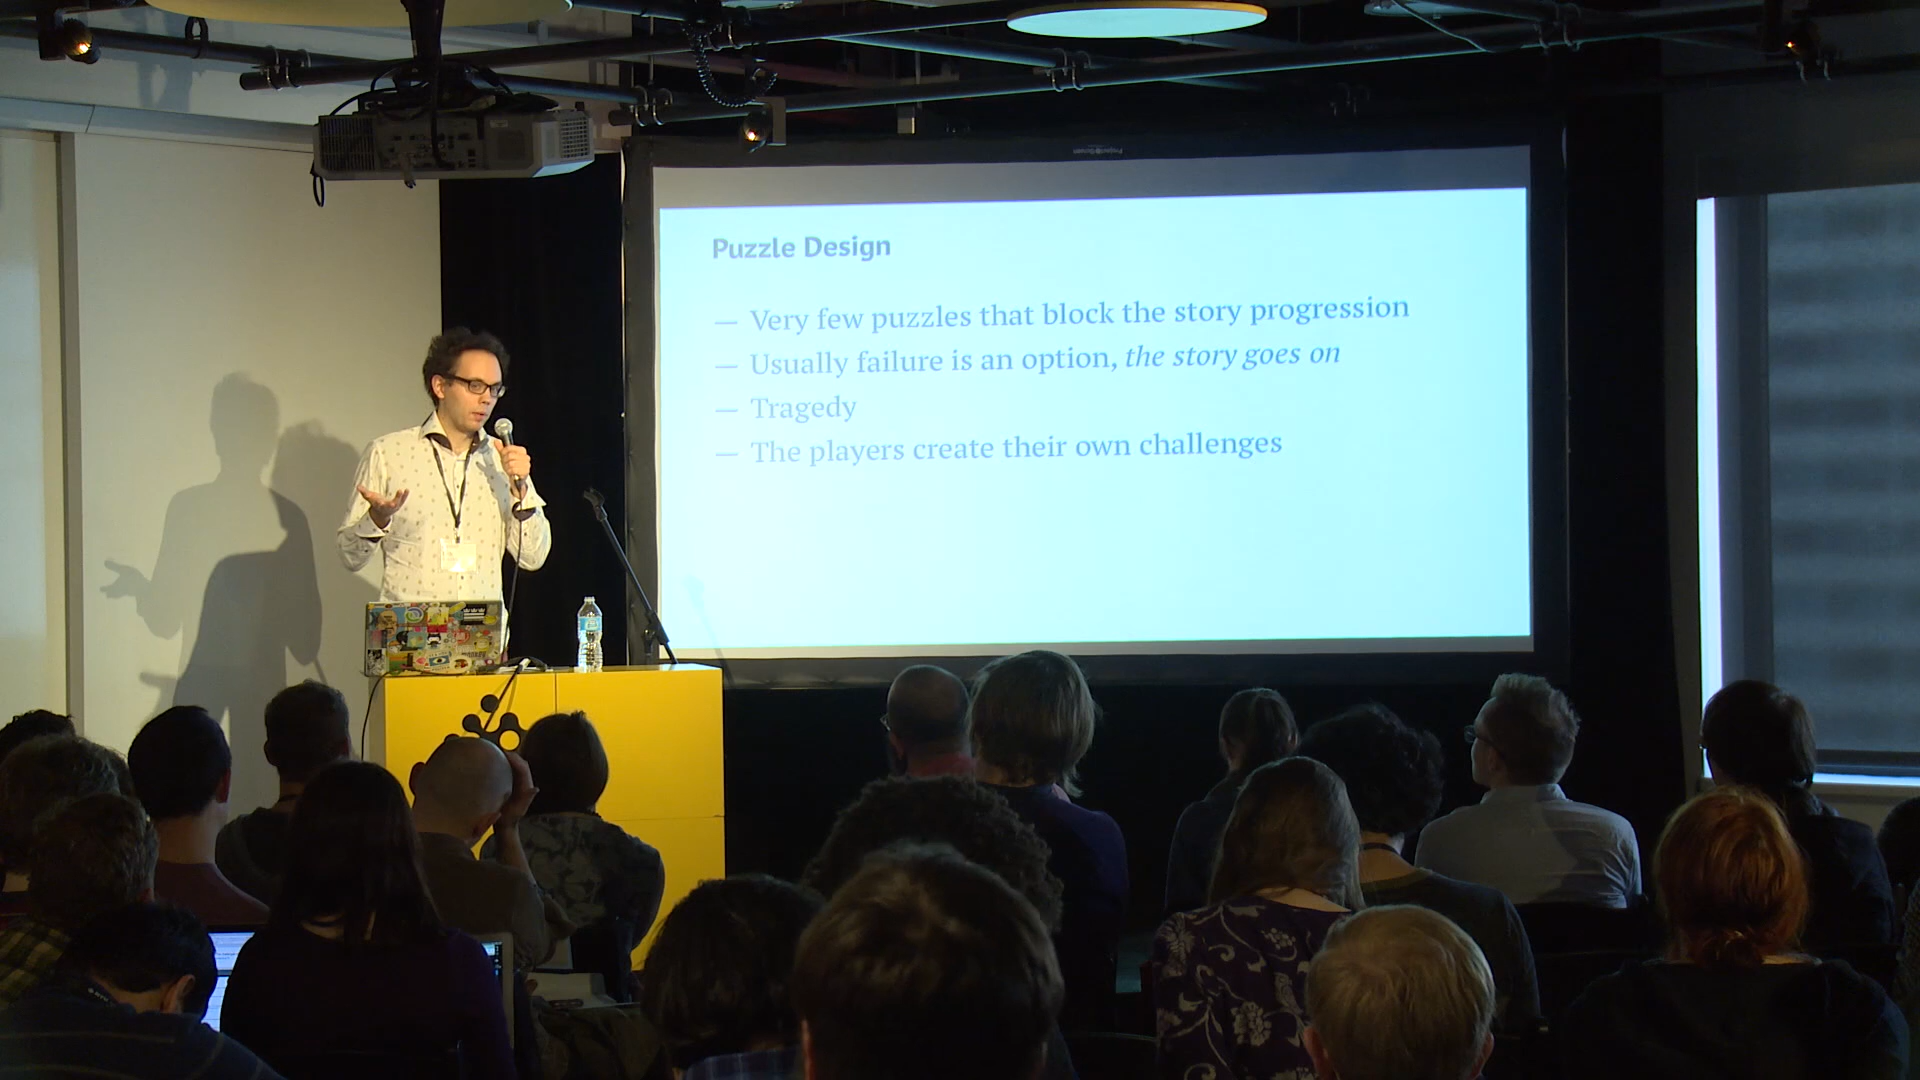 Puzzle Design
— Very few puzzles that block the story progression
— Usually failure is an option, the story goes on
— Tragedy
— The players create their own challenges